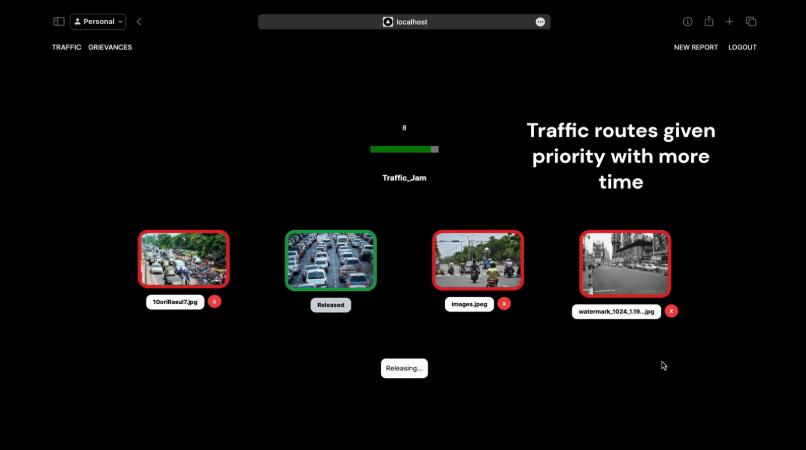 Personal
localhost
TRAFFIC GRIEVANCES
NEW REPORT LOGOUT
8
Traffic_Jam
Traffic routes given
priority with more
time
10oriRasul7.jpg x
Released
images.jpeg x
watermark_1024_1.19...jpg x
Releasing...